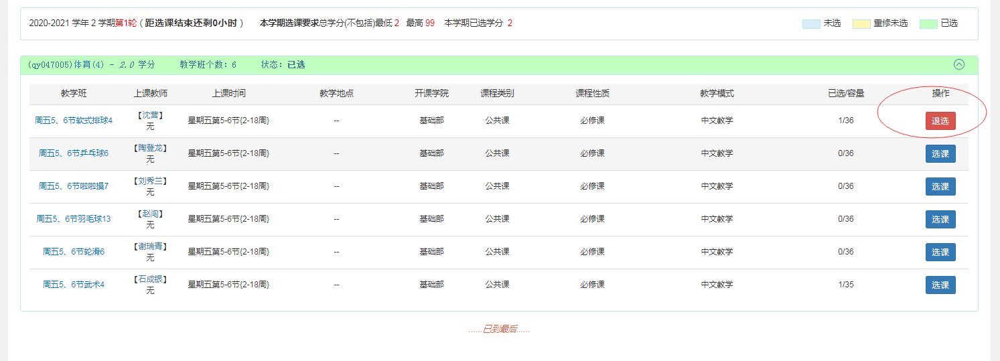 2020-2021 学年 2 学期第1轮（距选课结束还剩0小时） 本学期选课要求总学分(不包括)最低 2 最高 99 本学期已选学分 2 未选 重修未选 已选
(qy047005)体育(4) - 2.0 学分 教学班个数：6 状态：已选
教学班 上课教师 上课时间 教学地点 开课学院 课程类别 课程性质 教学模式 已选/容量 操作
周五5、6节软式排球4 【沈营】 无 星期五第5-6节{2-18周} -- 基础部 公共课 必修课 中文教学 1/36 退选
周五5、6节乒乓球6 【陶登龙】 无 星期五第5-6节{2-18周} -- 基础部 公共课 必修课 中文教学 0/36 选课
周五5、6节啦啦操7 【刘秀兰】 无 星期五第5-6节{2-18周} -- 基础部 公共课 必修课 中文教学 0/36 选课
周五5、6节羽毛球13 【赵闯】 无 星期五第5-6节{2-18周} -- 基础部 公共课 必修课 中文教学 0/36 选课
周五5、6节轮滑6 【谢瑞青】 无 星期五第5-6节{2-18周} -- 基础部 公共课 必修课 中文教学 0/36 选课
周五5、6节武术4 【石成银】 无 星期五第5-6节{2-18周} -- 基础部 公共课 必修课 中文教学 1/35 选课
......已到最后......